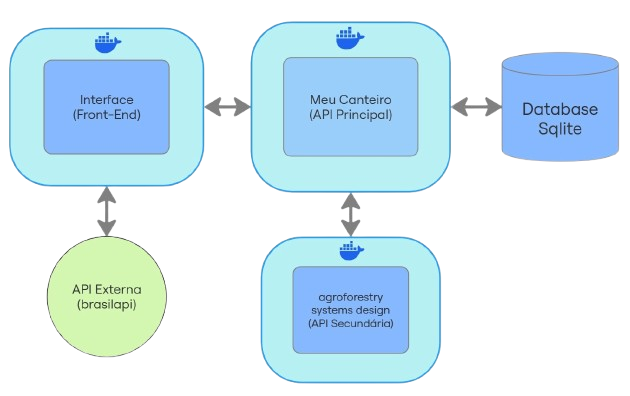 Interface
(Front-End)
Meu Canteiro
(API Principal)
Database
Sqlite
API Externa
(brasilapi)
agroforestry
systems design
(API Secundária)